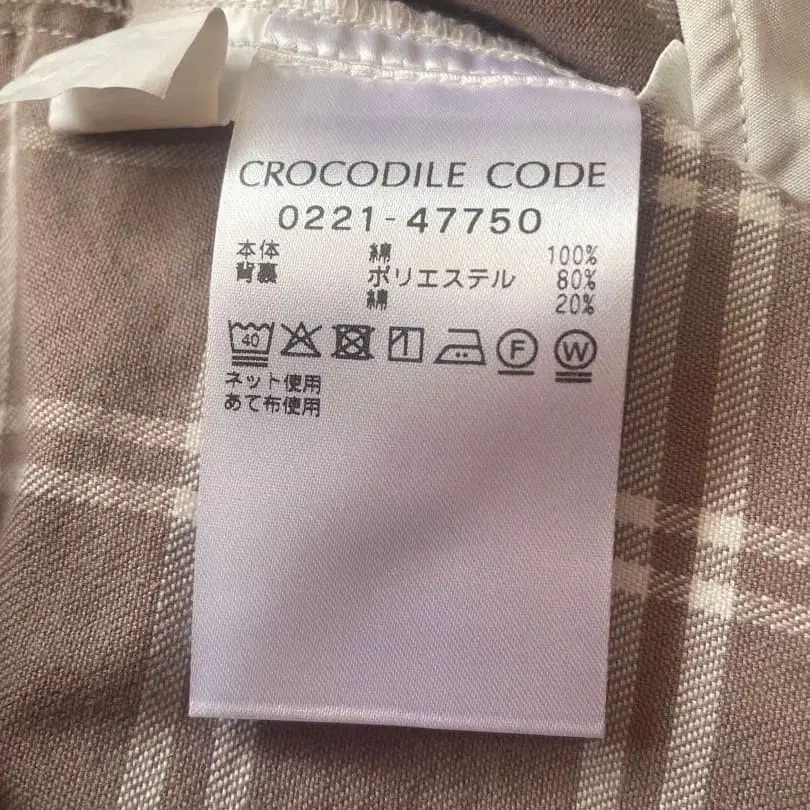 CROCODILE CODE
0221-47750
本体 綿 100%
背裏 ポリエステル 80%
綿 20%
40 F W
ネット使用
あて布使用